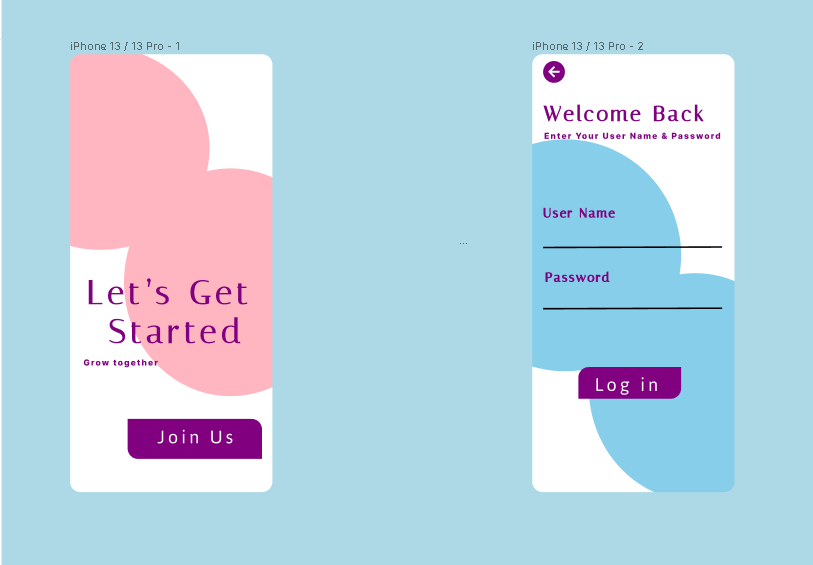 iPhone 13 / 13 Pro - 1
Let's Get
Started
Grow together
Join Us
...
iPhone 13 / 13 Pro - 2
Welcome Back
Enter Your User Name & Password
User Name
Password
Log in